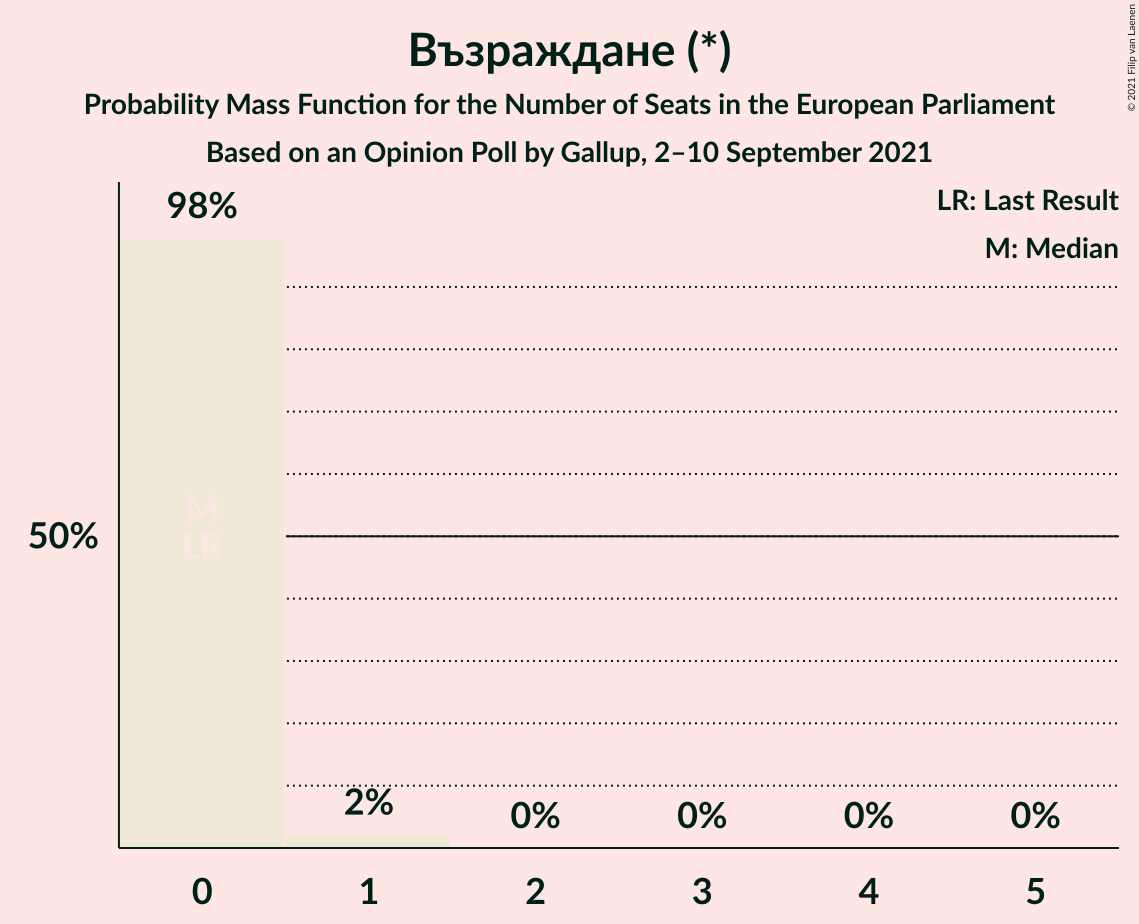 Възраждане (*)
Probability Mass Function for the Number of Seats in the European Parliament
Based on an Opinion Poll by Gallup, 2–10 September 2021
© 2021 Filip van Laenen
LR: Last Result
M: Median
98%
M
LR
50%
2%
0%
0%
0%
0%
0
1
2
3
4
5